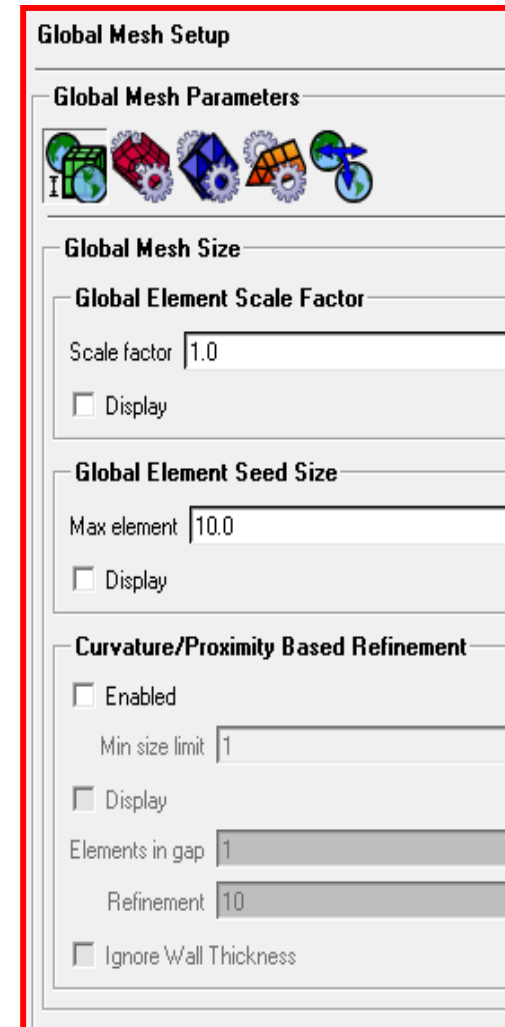 Global Mesh Setup
Global Mesh Parameters
Global Mesh Size
Global Element Scale Factor
Scale factor 1.0
Display
Global Element Seed Size
Max element 10.0
Display
Curvature/Proximity Based Refinement
Enabled
Min size limit 1
Display
Elements in gap 1
Refinement 10
Ignore Wall Thickness